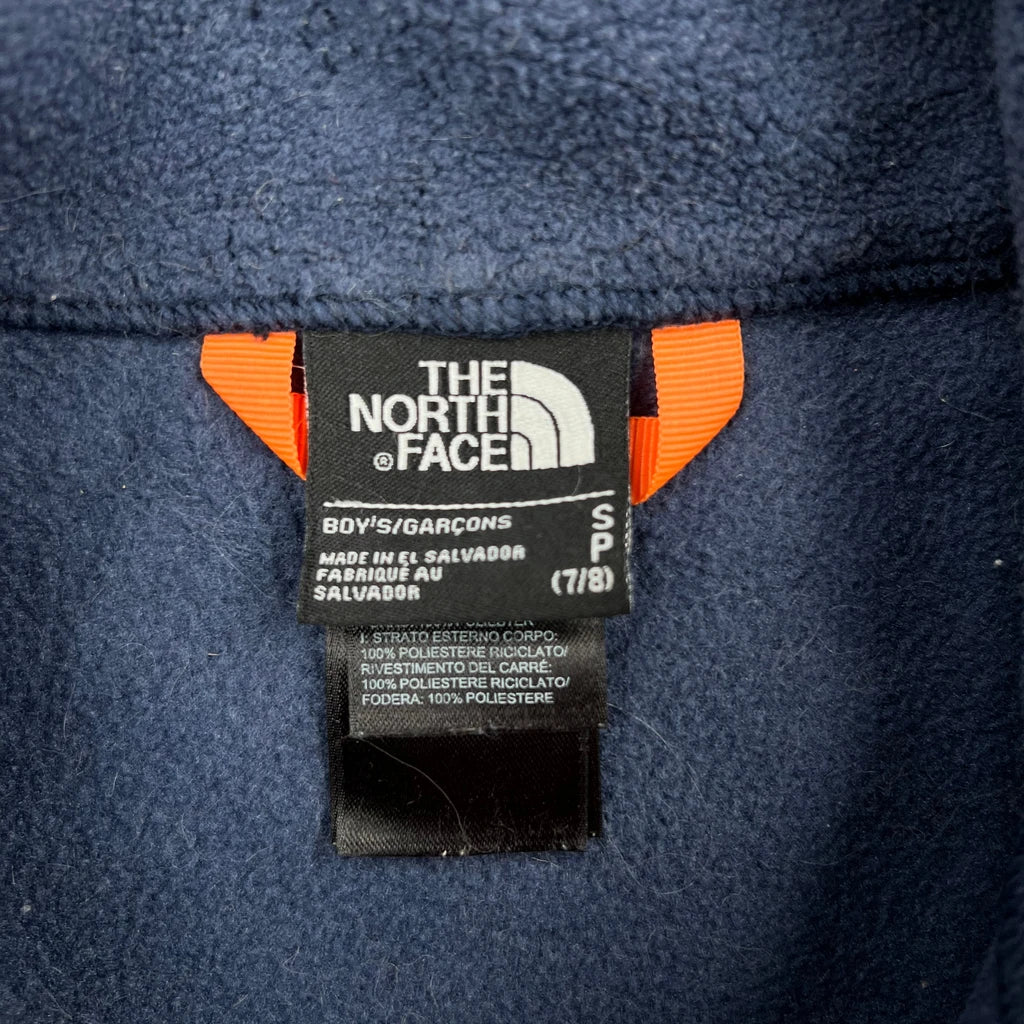 THE
NORTH
®FACE
BOY'S/GARÇONS
S
P
(7/8)
MADE IN EL SALVADOR
FABRIQUÉ AU
SALVADOR
I: STRATO ESTERNO CORPO:
100% POLIESTERE RICICLATO/
RIVESTIMENTO DEL CARRÉ:
100% POLIESTERE RICICLATO/
FODERA: 100% POLIESTERE